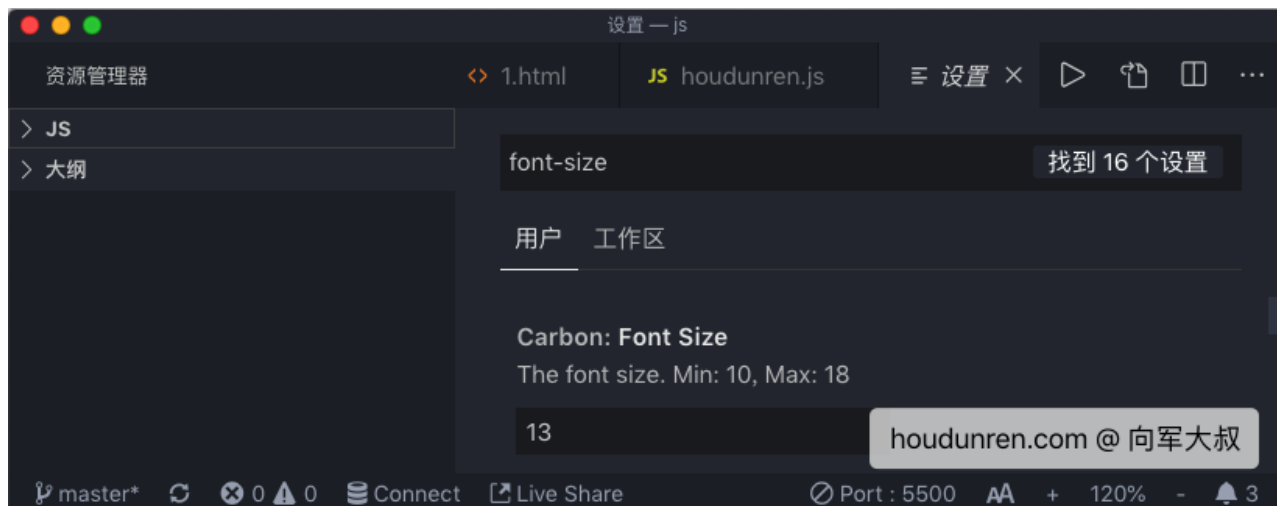 设置 — js
资源管理器
<> 1.html
JS houdunren.js
设置
JS
大纲
font-size
找到 16 个设置
用户 工作区
Carbon: Font Size
The font size. Min: 10, Max: 18
13
houdunren.com @ 向军大叔
master* 0 0 Connect Live Share Port : 5500 AA + 120% - 3